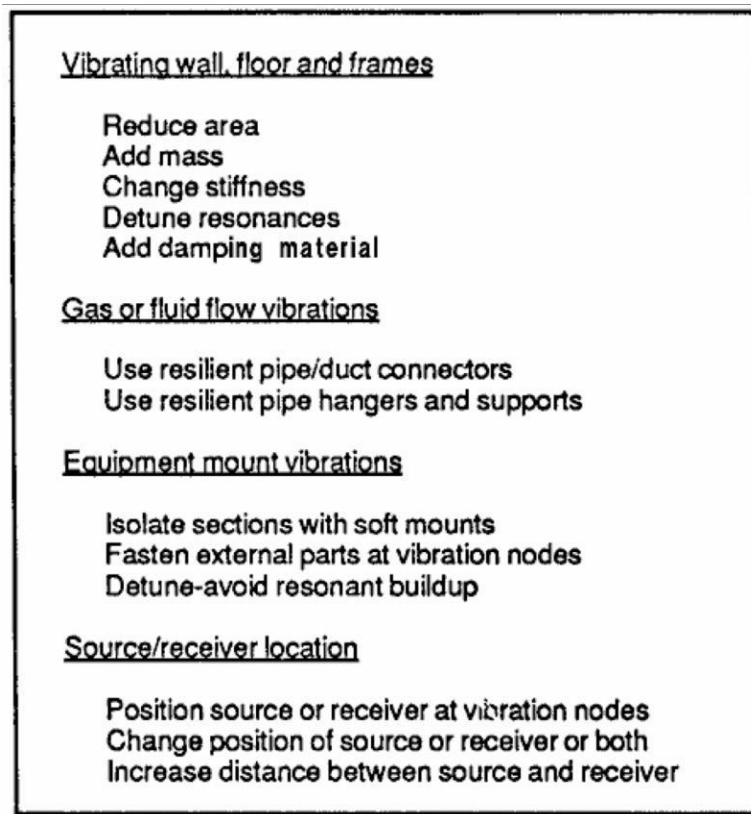 Vibrating wall, floor and frames
Reduce area
Add mass
Change stiffness
Detune resonances
Add damping material
Gas or fluid flow vibrations
Use resilient pipe/duct connectors
Use resilient pipe hangers and supports
Equipment mount vibrations
Isolate sections with soft mounts
Fasten external parts at vibration nodes
Detune-avoid resonant buildup
Source/receiver location
Position source or receiver at vibration nodes
Change position of source or receiver or both
Increase distance between source and receiver